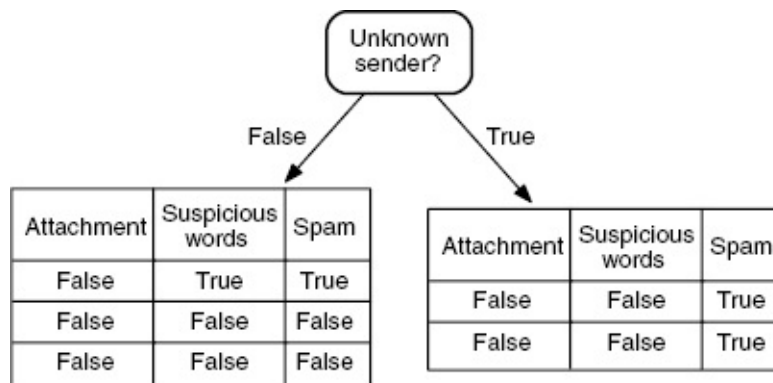 Unknown
sender?
False
True
Attachment Suspicious words Spam
False True True
False False False
False False False
Attachment Suspicious words Spam
False False True
False False True